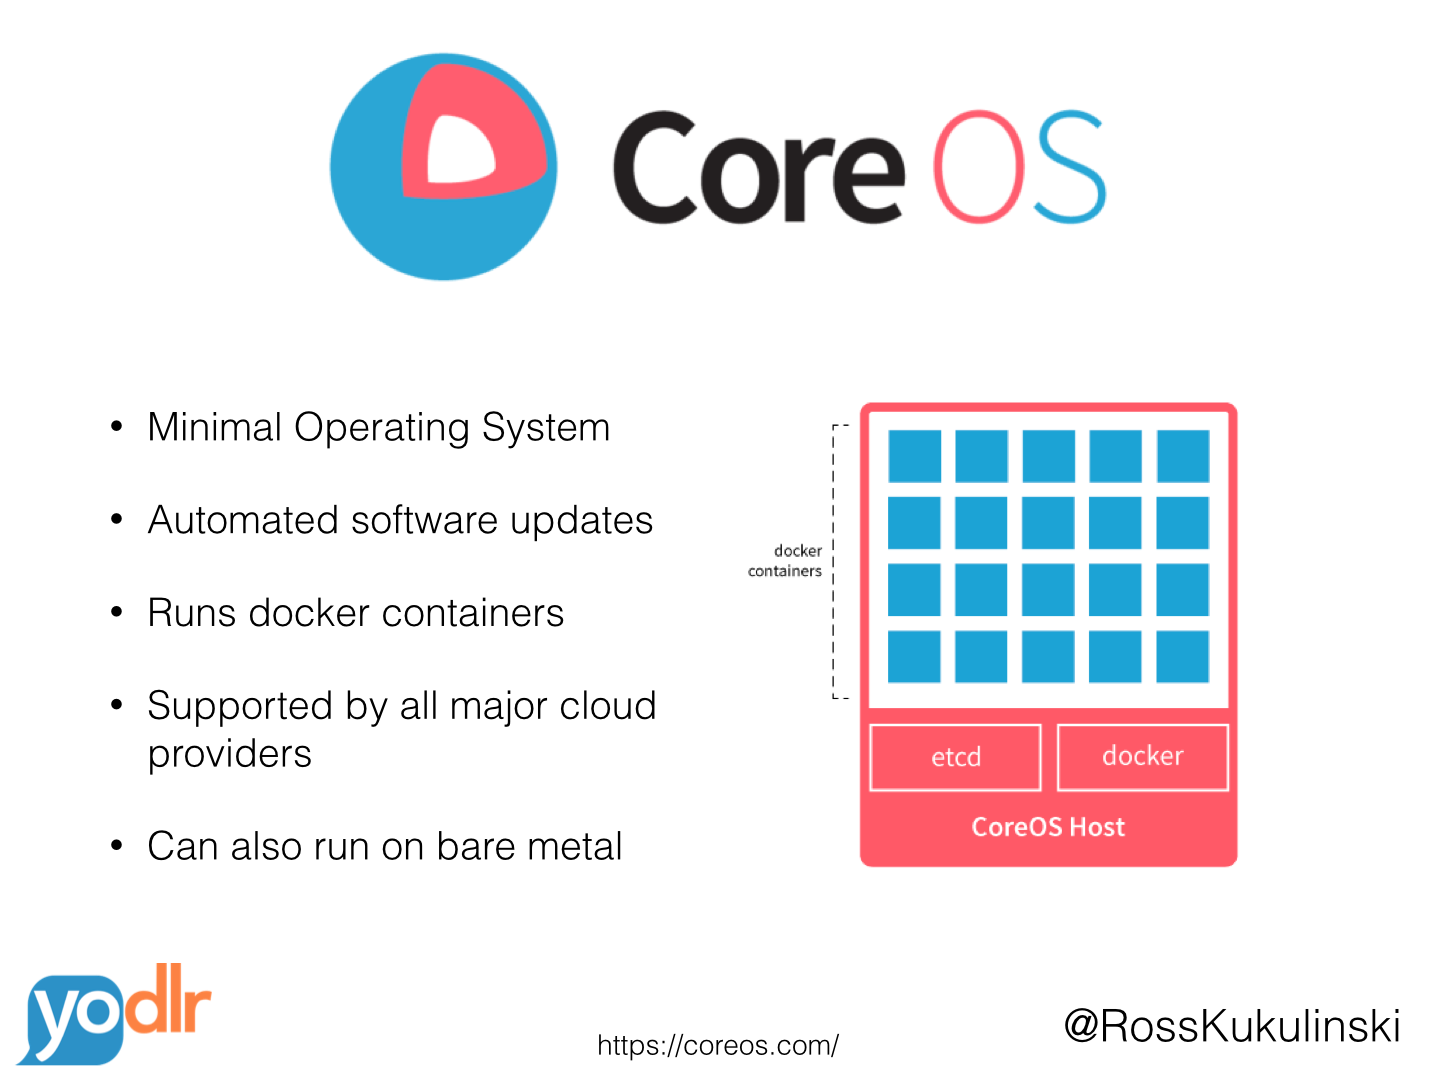 Core OS
• Minimal Operating System
• Automated software updates
• Runs docker containers
• Supported by all major cloud
providers
• Can also run on bare metal
docker
containers
etcd
docker
CoreOS Host
yodlr
https://coreos.com/
@RossKukulinski